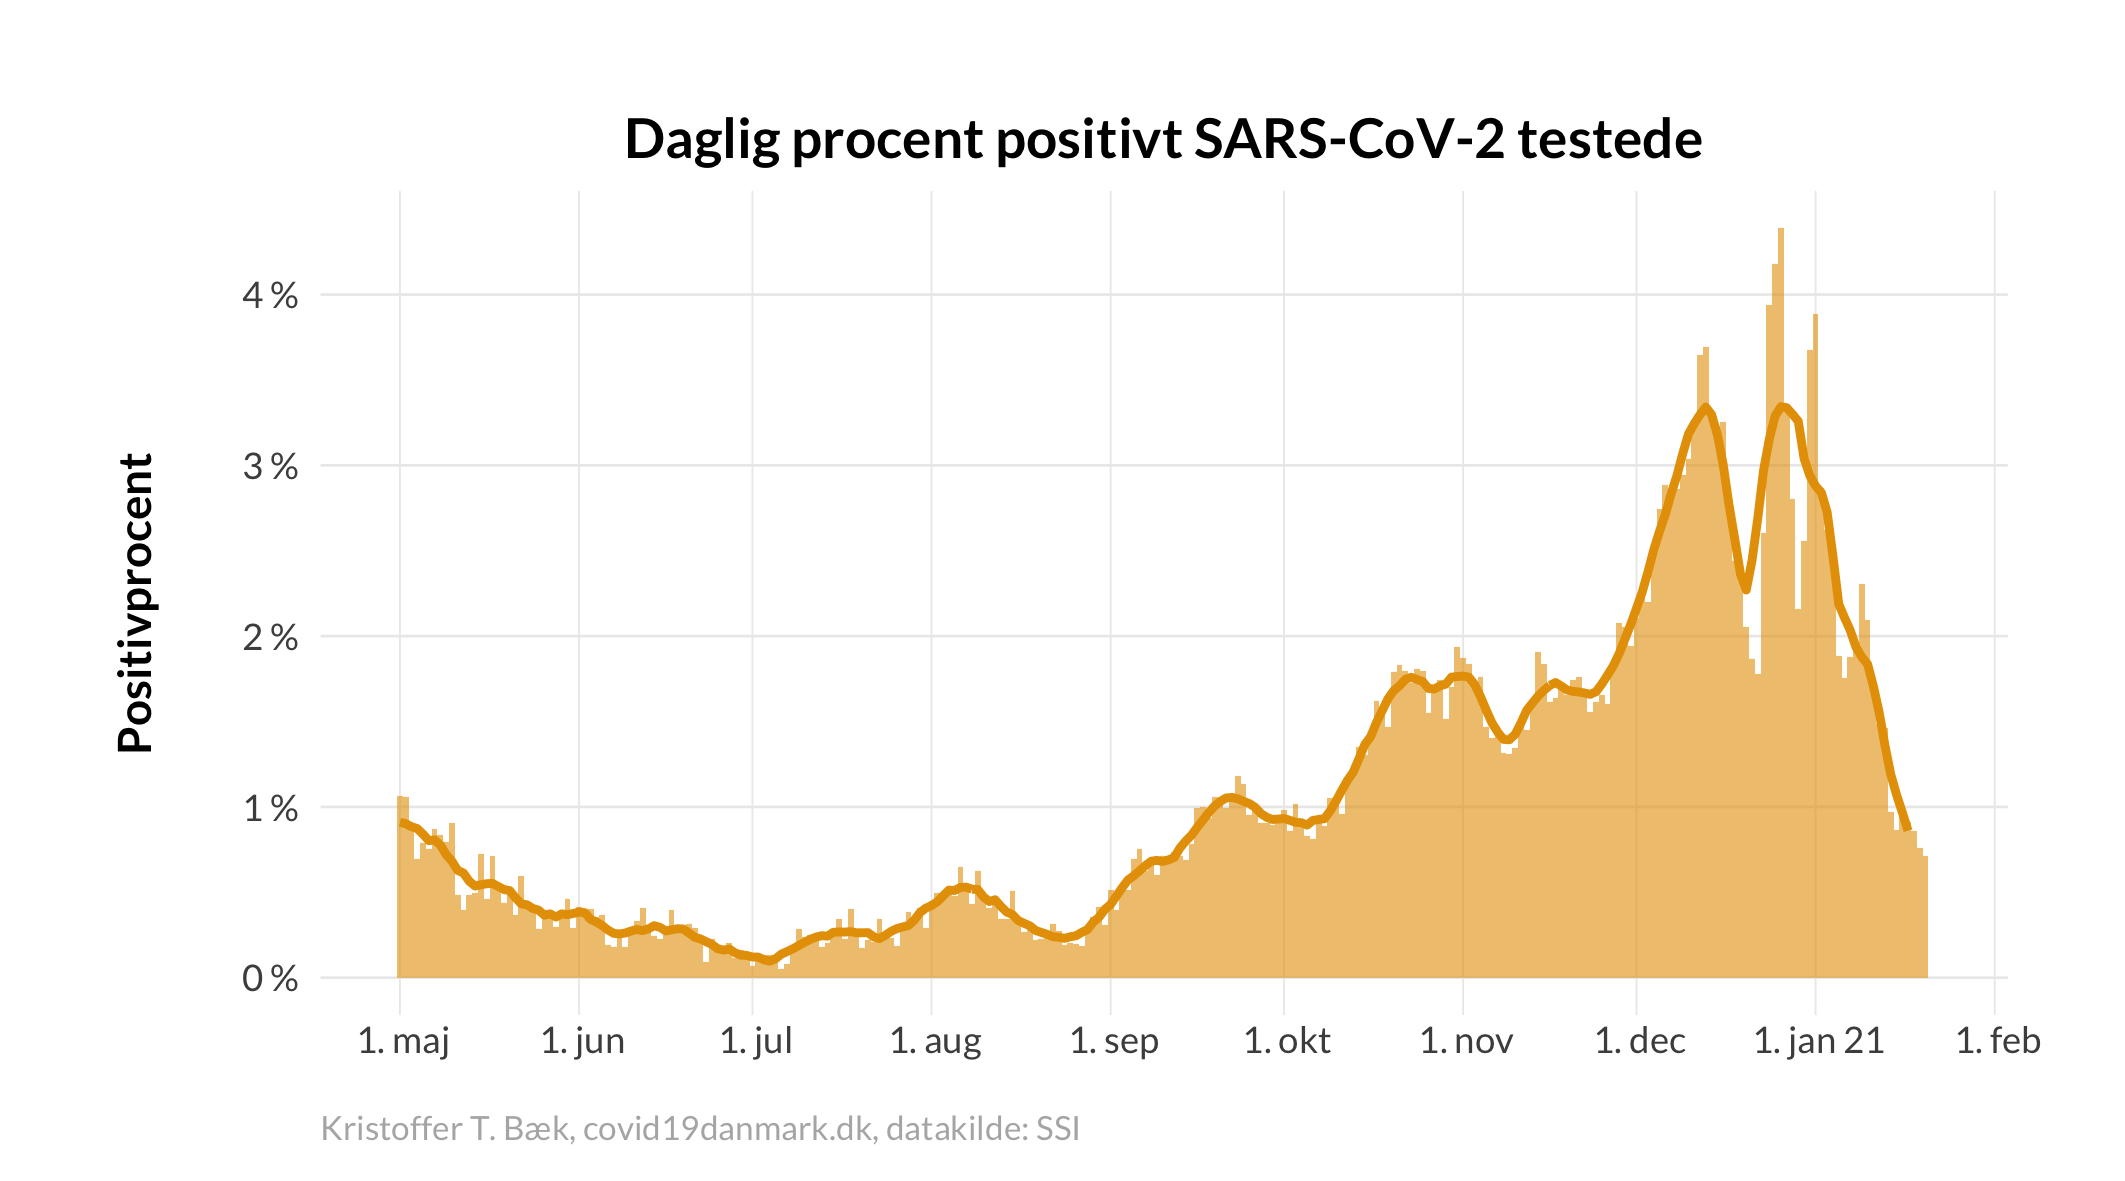 Daglig procent positivt SARS-CoV-2 testede
Positivprocent
4 %
3 %
2 %
1 %
0 %
1. maj 1. jun 1. jul 1. aug 1. sep 1. okt 1. nov 1. dec 1. jan 21 1. feb
Kristoffer T. Bæk, covid19danmark.dk, datakilde: SSI